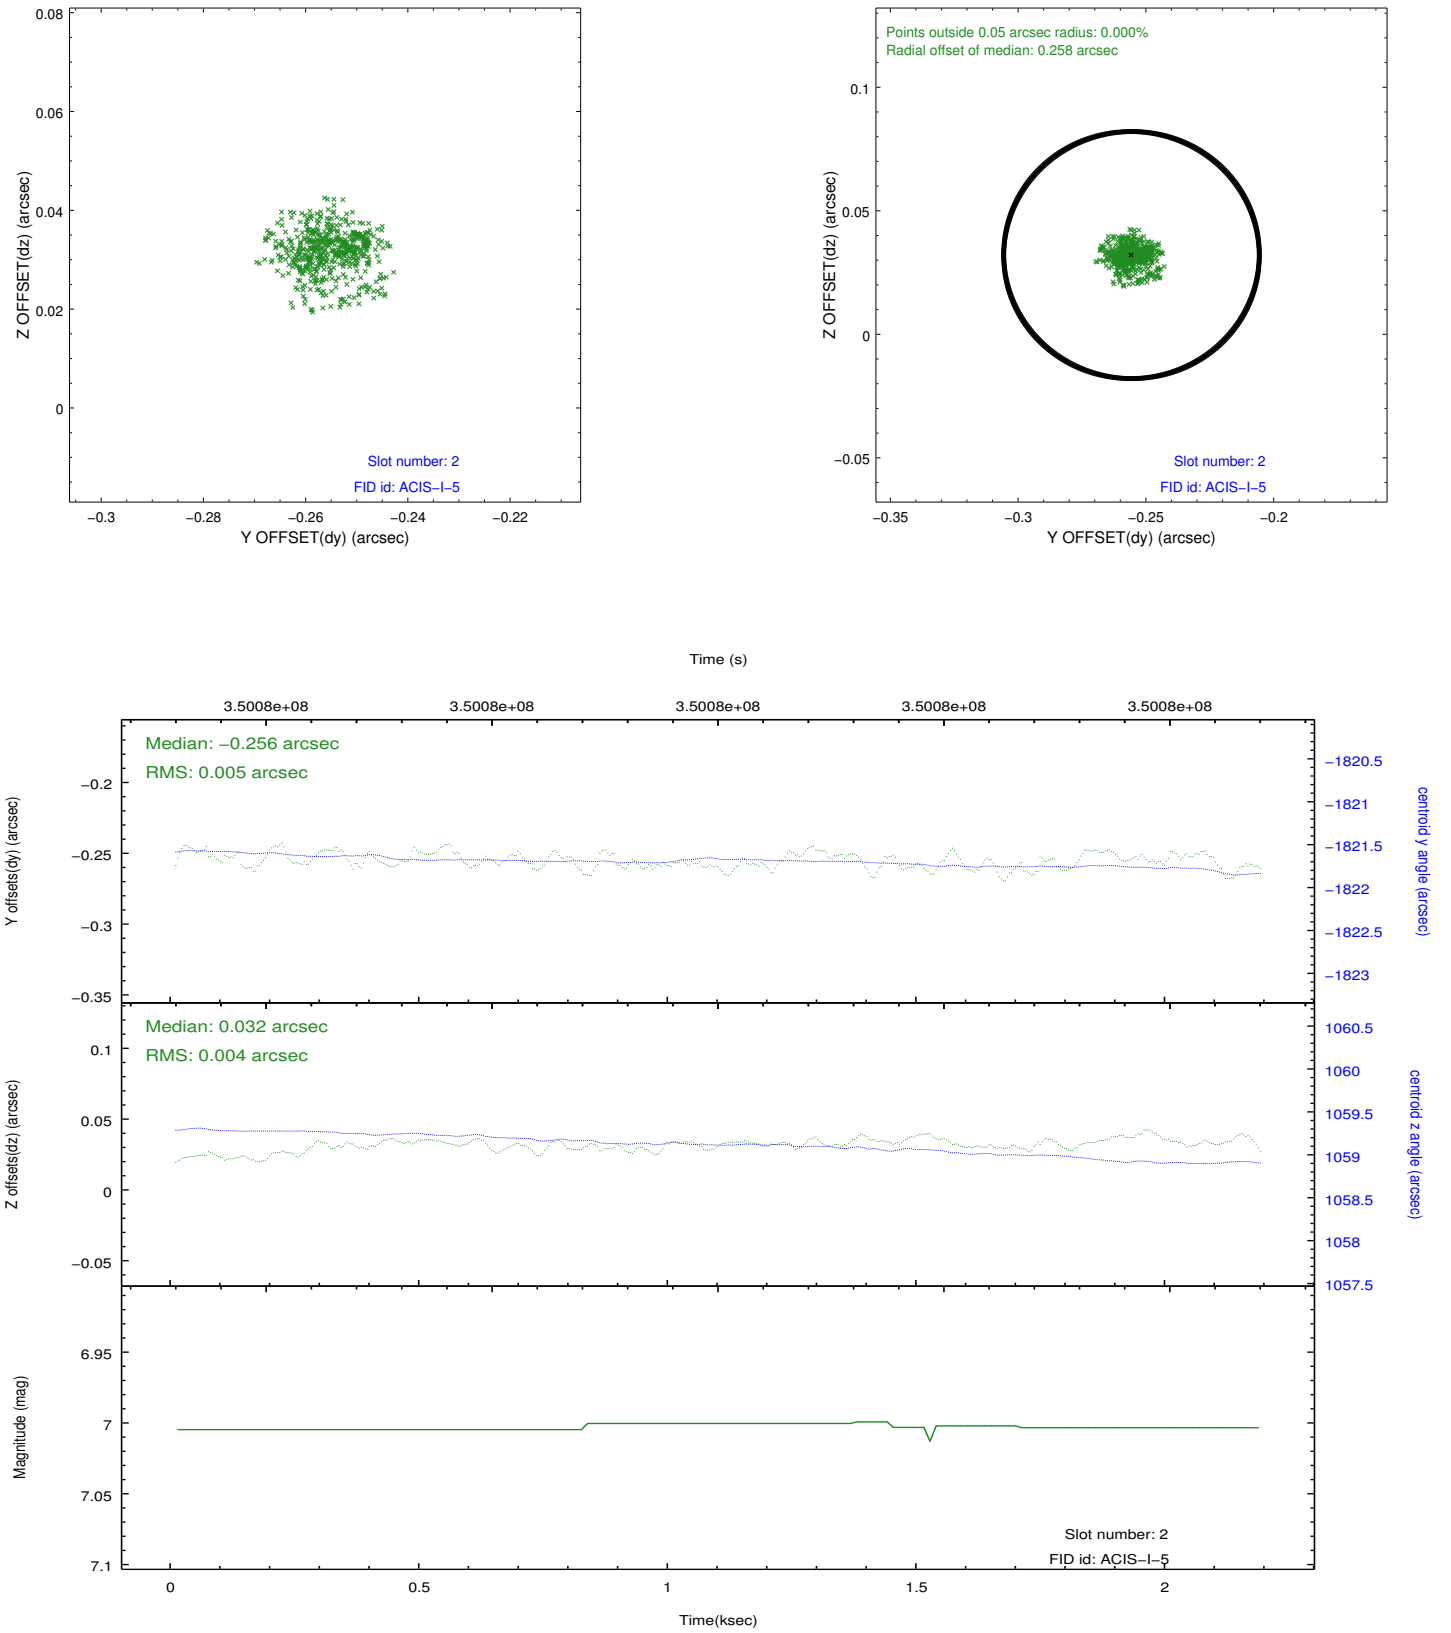 0.08
0.06
0.04
0.02
0
Z OFFSET(dz) (arcsec)
Slot number: 2
FID id: ACIS−I−5
−0.3
−0.28
−0.26
−0.24
−0.22
Y OFFSET(dy) (arcsec)
Points outside 0.05 arcsec radius: 0.000%
Radial offset of median: 0.258 arcsec
0.1
0.05
0
−0.05
Z OFFSET(dz) (arcsec)
Slot number: 2
FID id: ACIS−I−5
−0.35
−0.3
−0.25
−0.2
Y OFFSET(dy) (arcsec)
Time (s)
3.5008e+08
3.5008e+08
3.5008e+08
3.5008e+08
3.5008e+08
Median: −0.256 arcsec
RMS: 0.005 arcsec
−0.2
−0.25
−0.3
−0.35
Y offsets(dy) (arcsec)
−1820.5
−1821
−1821.5
−1822
−1822.5
−1823
centroid y angle (arcsec)
Median: 0.032 arcsec
RMS: 0.004 arcsec
0.1
0.05
0
−0.05
Z offsets(dz) (arcsec)
1060.5
1060
1059.5
1059
1058.5
1058
1057.5
centroid z angle (arcsec)
6.95
7
7.05
7.1
Magnitude (mag)
Slot number: 2
FID id: ACIS−I−5
0
0.5
1
1.5
2
Time(ksec)